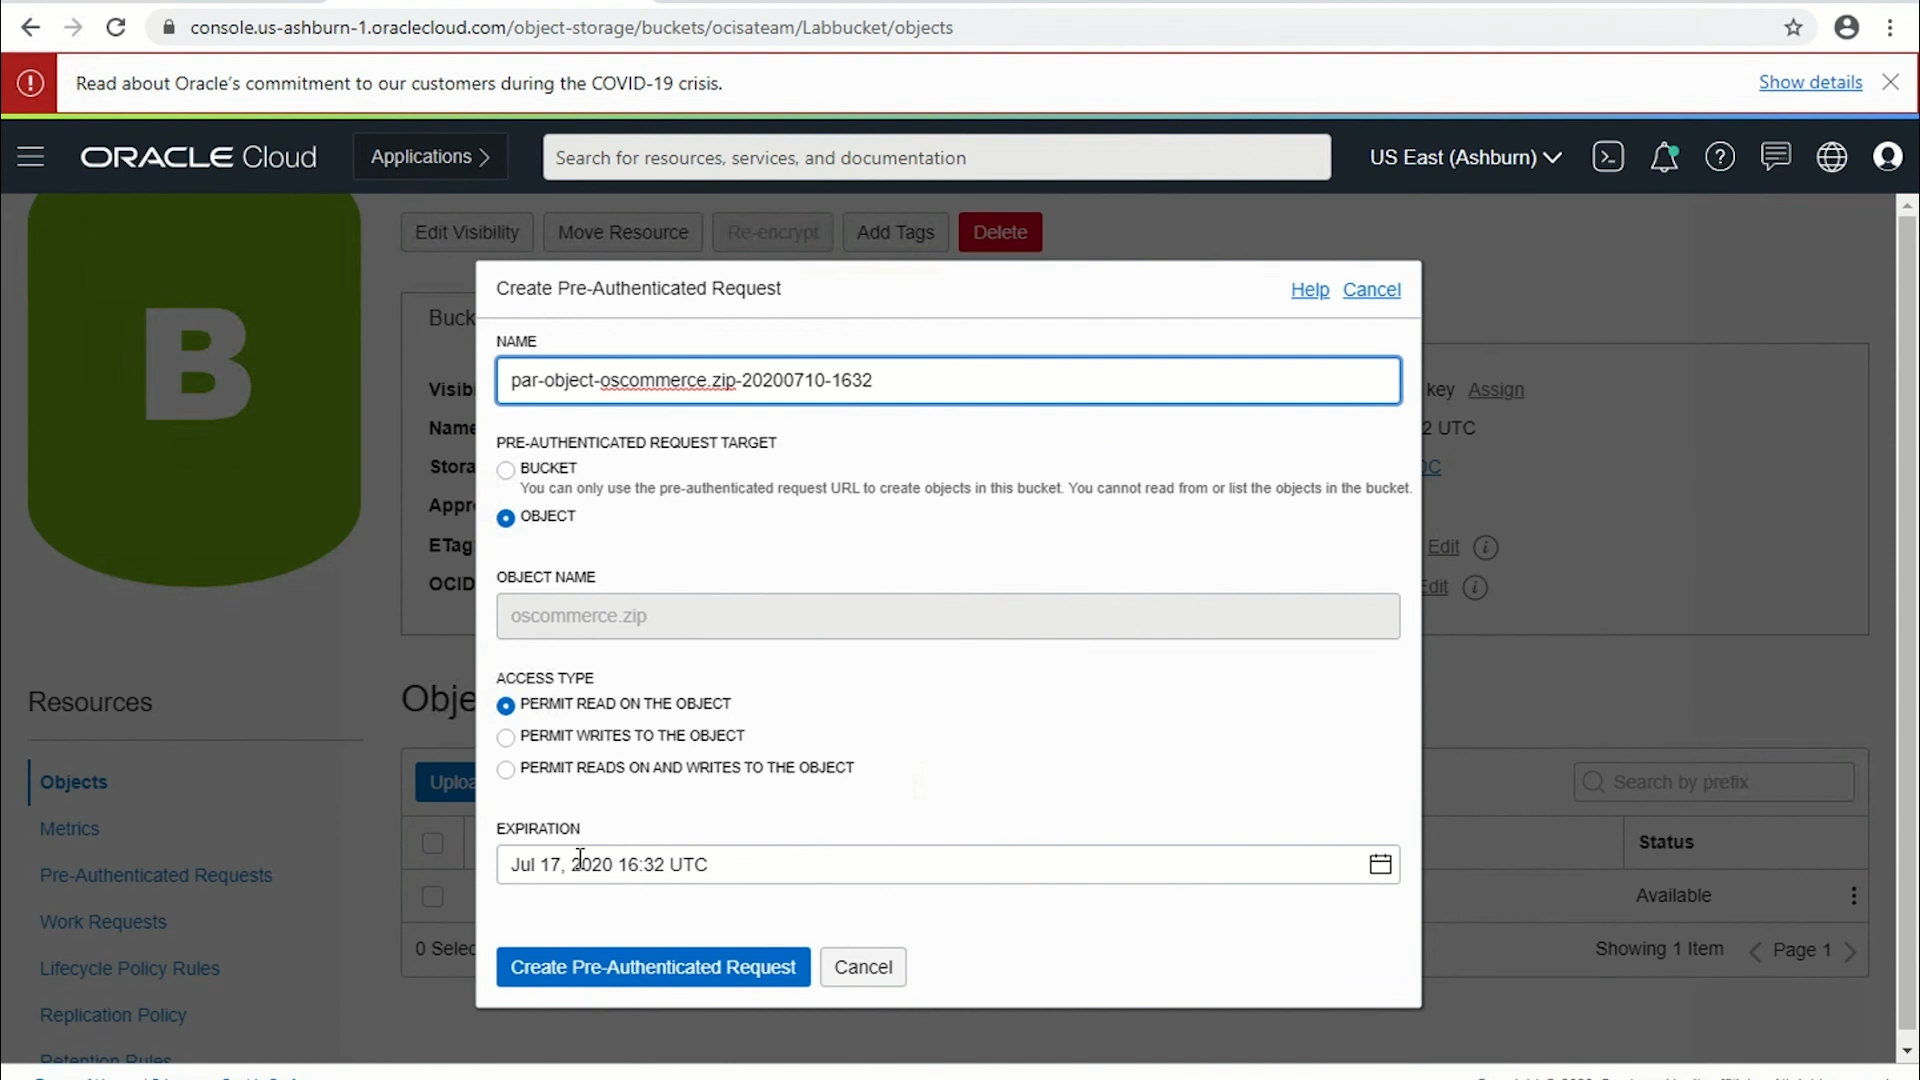 console.us-ashburn-1.oraclecloud.com/object-storage/buckets/ocisateam/Labbucket/objects
Read about Oracle's commitment to our customers during the COVID-19 crisis.
Show details
ORACLE Cloud
Applications
Search for resources, services, and documentation
US East (Ashburn)
B
Edit Visibility
Move Resource
Re-encrypt
Add Tags
Delete
Create Pre-Authenticated Request
Help
Cancel
Buck
NAME
par-object-oscommerce.zip-20200710-1632
Visib
key
Assign
Name
2 UTC
PRE-AUTHENTICATED REQUEST TARGET
BUCKET
You can only use the pre-authenticated request URL to create objects in this bucket. You cannot read from or list the objects in the bucket.
Stora
OBJECT
Appr
ETag
Edit
OCID
Edit
OBJECT NAME
oscommerce.zip
ACCESS TYPE
PERMIT READ ON THE OBJECT
PERMIT WRITES TO THE OBJECT
PERMIT READS ON AND WRITES TO THE OBJECT
Resources
Obje
Objects
Metrics
Pre-Authenticated Requests
Work Requests
Lifecycle Policy Rules
Replication Policy
Retention Rules
Uploa
Search by prefix
EXPIRATION
Jul 17, 2020 16:32 UTC
Status
Available
0 Selec
Showing 1 Item
Page 1
Create Pre-Authenticated Request
Cancel